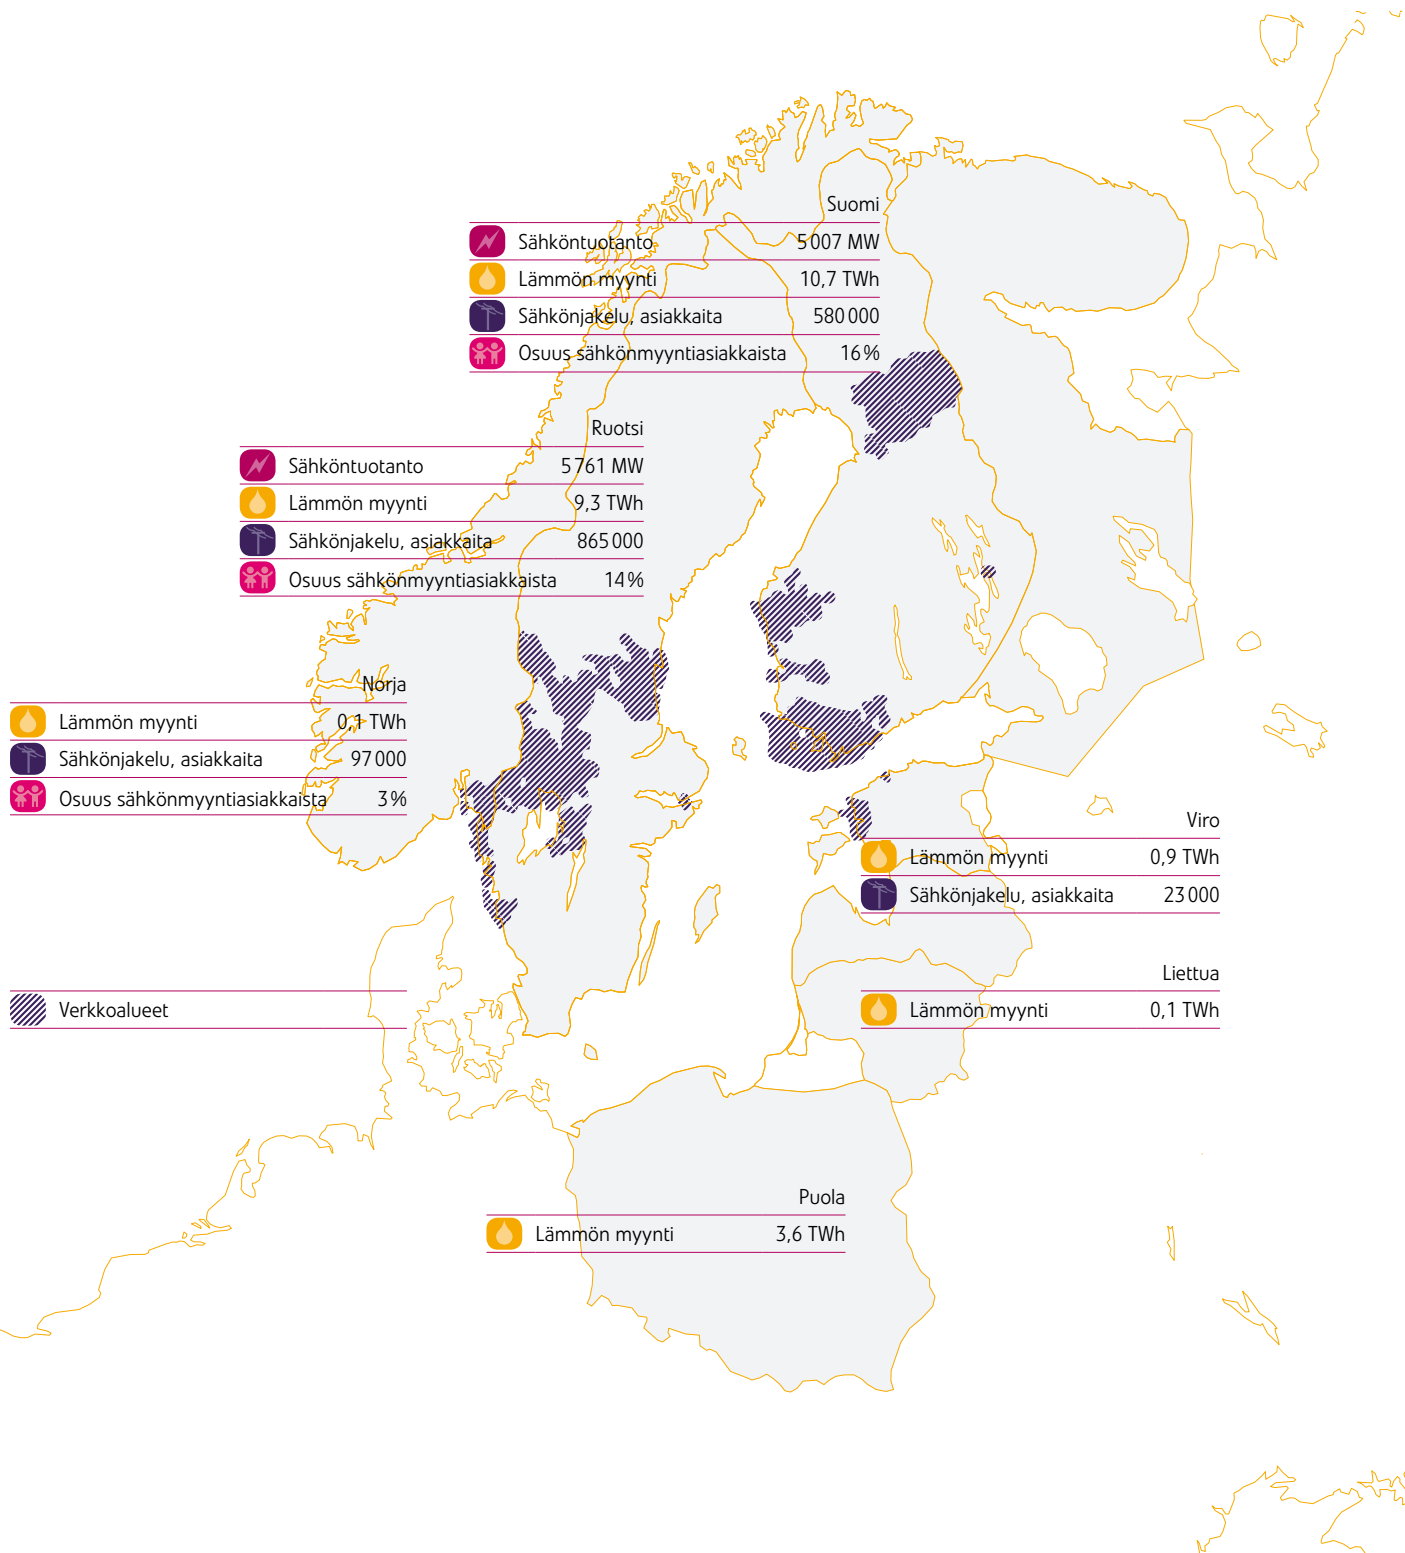 Suomi
Sähköntuotanto 5 007 MW
Lämmön myynti 10,7 TWh
Sähkönjakelu, asiakkaita 580 000
Osuus sähkönmyyntiasiakkaista 16 %
Ruotsi
Sähköntuotanto 5 761 MW
Lämmön myynti 9,3 TWh
Sähkönjakelu, asiakkaita 865 000
Osuus sähkönmyyntiasiakkaista 14 %
Norja
Lämmön myynti 0,1 TWh
Sähkönjakelu, asiakkaita 97 000
Osuus sähkönmyyntiasiakkaista 3 %
Viro
Lämmön myynti 0,9 TWh
Sähkönjakelu, asiakkaita 23 000
Liettua
Lämmön myynti 0,1 TWh
Verkkoalueet
Puola
Lämmön myynti 3,6 TWh